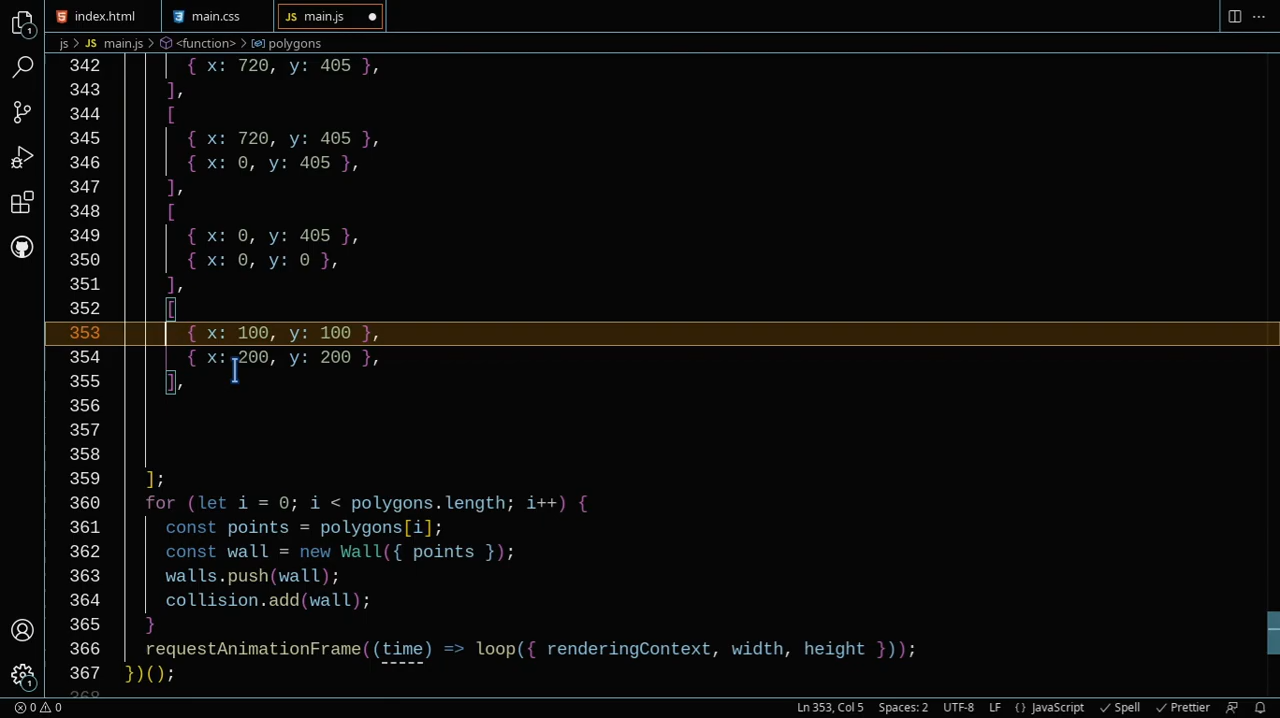 index.html
main.css
JS main.js
js > JS main.js > <function> > polygons
342 { x: 720, y: 405 },
343 ],
344 [
345 { x: 720, y: 405 },
346 { x: 0, y: 405 },
347 ],
348 [
349 { x: 0, y: 405 },
350 { x: 0, y: 0 },
351 ],
352 [
353 { x: 100, y: 100 },
354 { x: 200, y: 200 },
355 ],
356
357
358
359 ];
360 for (let i = 0; i < polygons.length; i++) {
361 const points = polygons[i];
362 const wall = new Wall({ points });
363 walls.push(wall);
364 collision.add(wall);
365 }
366 requestAnimationFrame((time) => loop({ renderingContext, width, height }));
367 })();
368
1
1
0 0 Ln 353, Col 5 Spaces: 2 UTF-8 LF {} JavaScript Spell Prettier